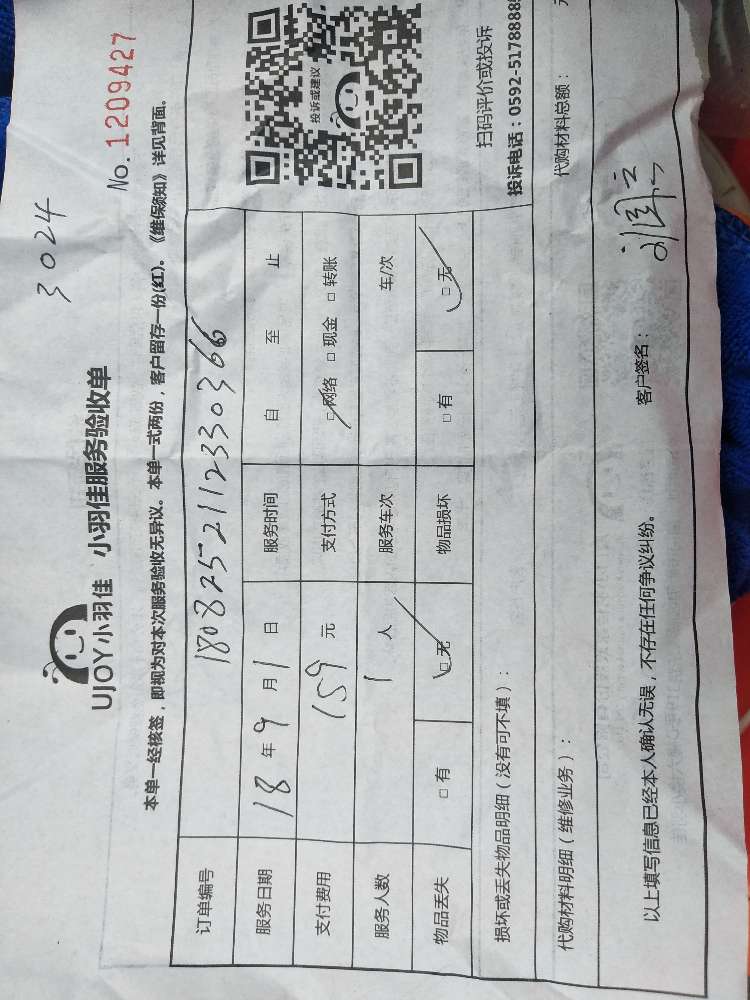 3024
No.1209427
UJOY小羽佳 小羽佳服务验收单
本单一经核签，即视为对本次服务验收无异议。本单一式两份，客户留存一份(红)。《维保须知》详见背面。
订单编号 1808252112330366
服务日期 18年9月1日 服务时间 自 至 止
支付费用 159元 支付方式 □网络 □现金 □转账
服务人数 1人 服务车次 车/次
物品丢失 □有 □无 物品损坏 □有 □无
损坏或丢失物品明细（没有可不填）：
代购材料明细（维修业务）： 代购材料总额：
以上填写信息已经本人确认无误，不存在任何争议纠纷。 客户签名：
投诉或建议
扫码评价或投诉
投诉电话：0592-5178888